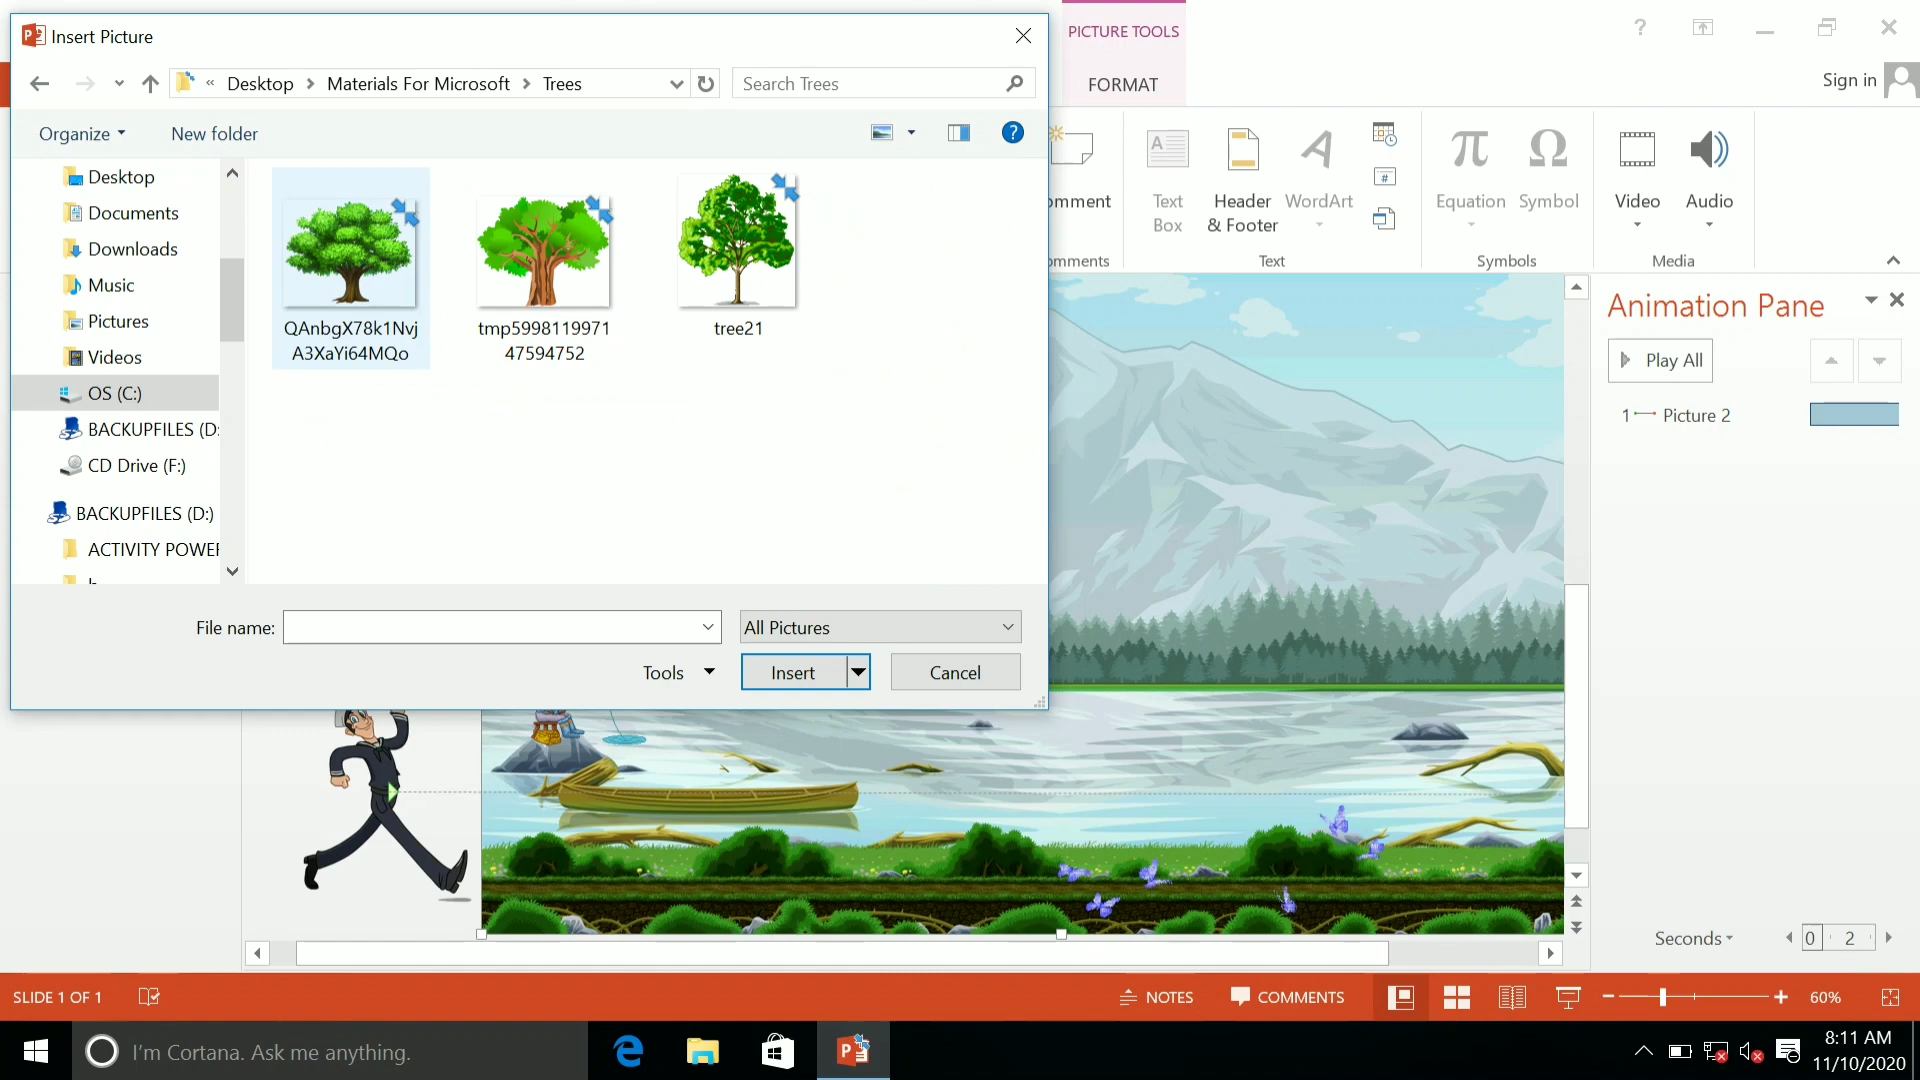 Insert Picture
PICTURE TOOLS
FORMAT
Sign in
Desktop
Materials For Microsoft
Trees
Search Trees
Organize
New folder
Desktop
Documents
Downloads
Music
Pictures
Videos
OS (C:)
BACKUPFILES (D:
CD Drive (F:)
BACKUPFILES (D:)
ACTIVITY POWER
QAnbgX78k1Nvj
A3XaYi64MQo
tmp5998119971
47594752
tree21
File name:
All Pictures
Tools
Insert
Cancel
omment
omments
Text
Box
Header
& Footer
WordArt
Text
Equation
Symbol
Symbols
Video
Audio
Media
Animation Pane
Play All
1
Picture 2
Seconds
0
2
SLIDE 1 OF 1
NOTES
COMMENTS
60%
I'm Cortana. Ask me anything.
8:11 AM
11/10/2020